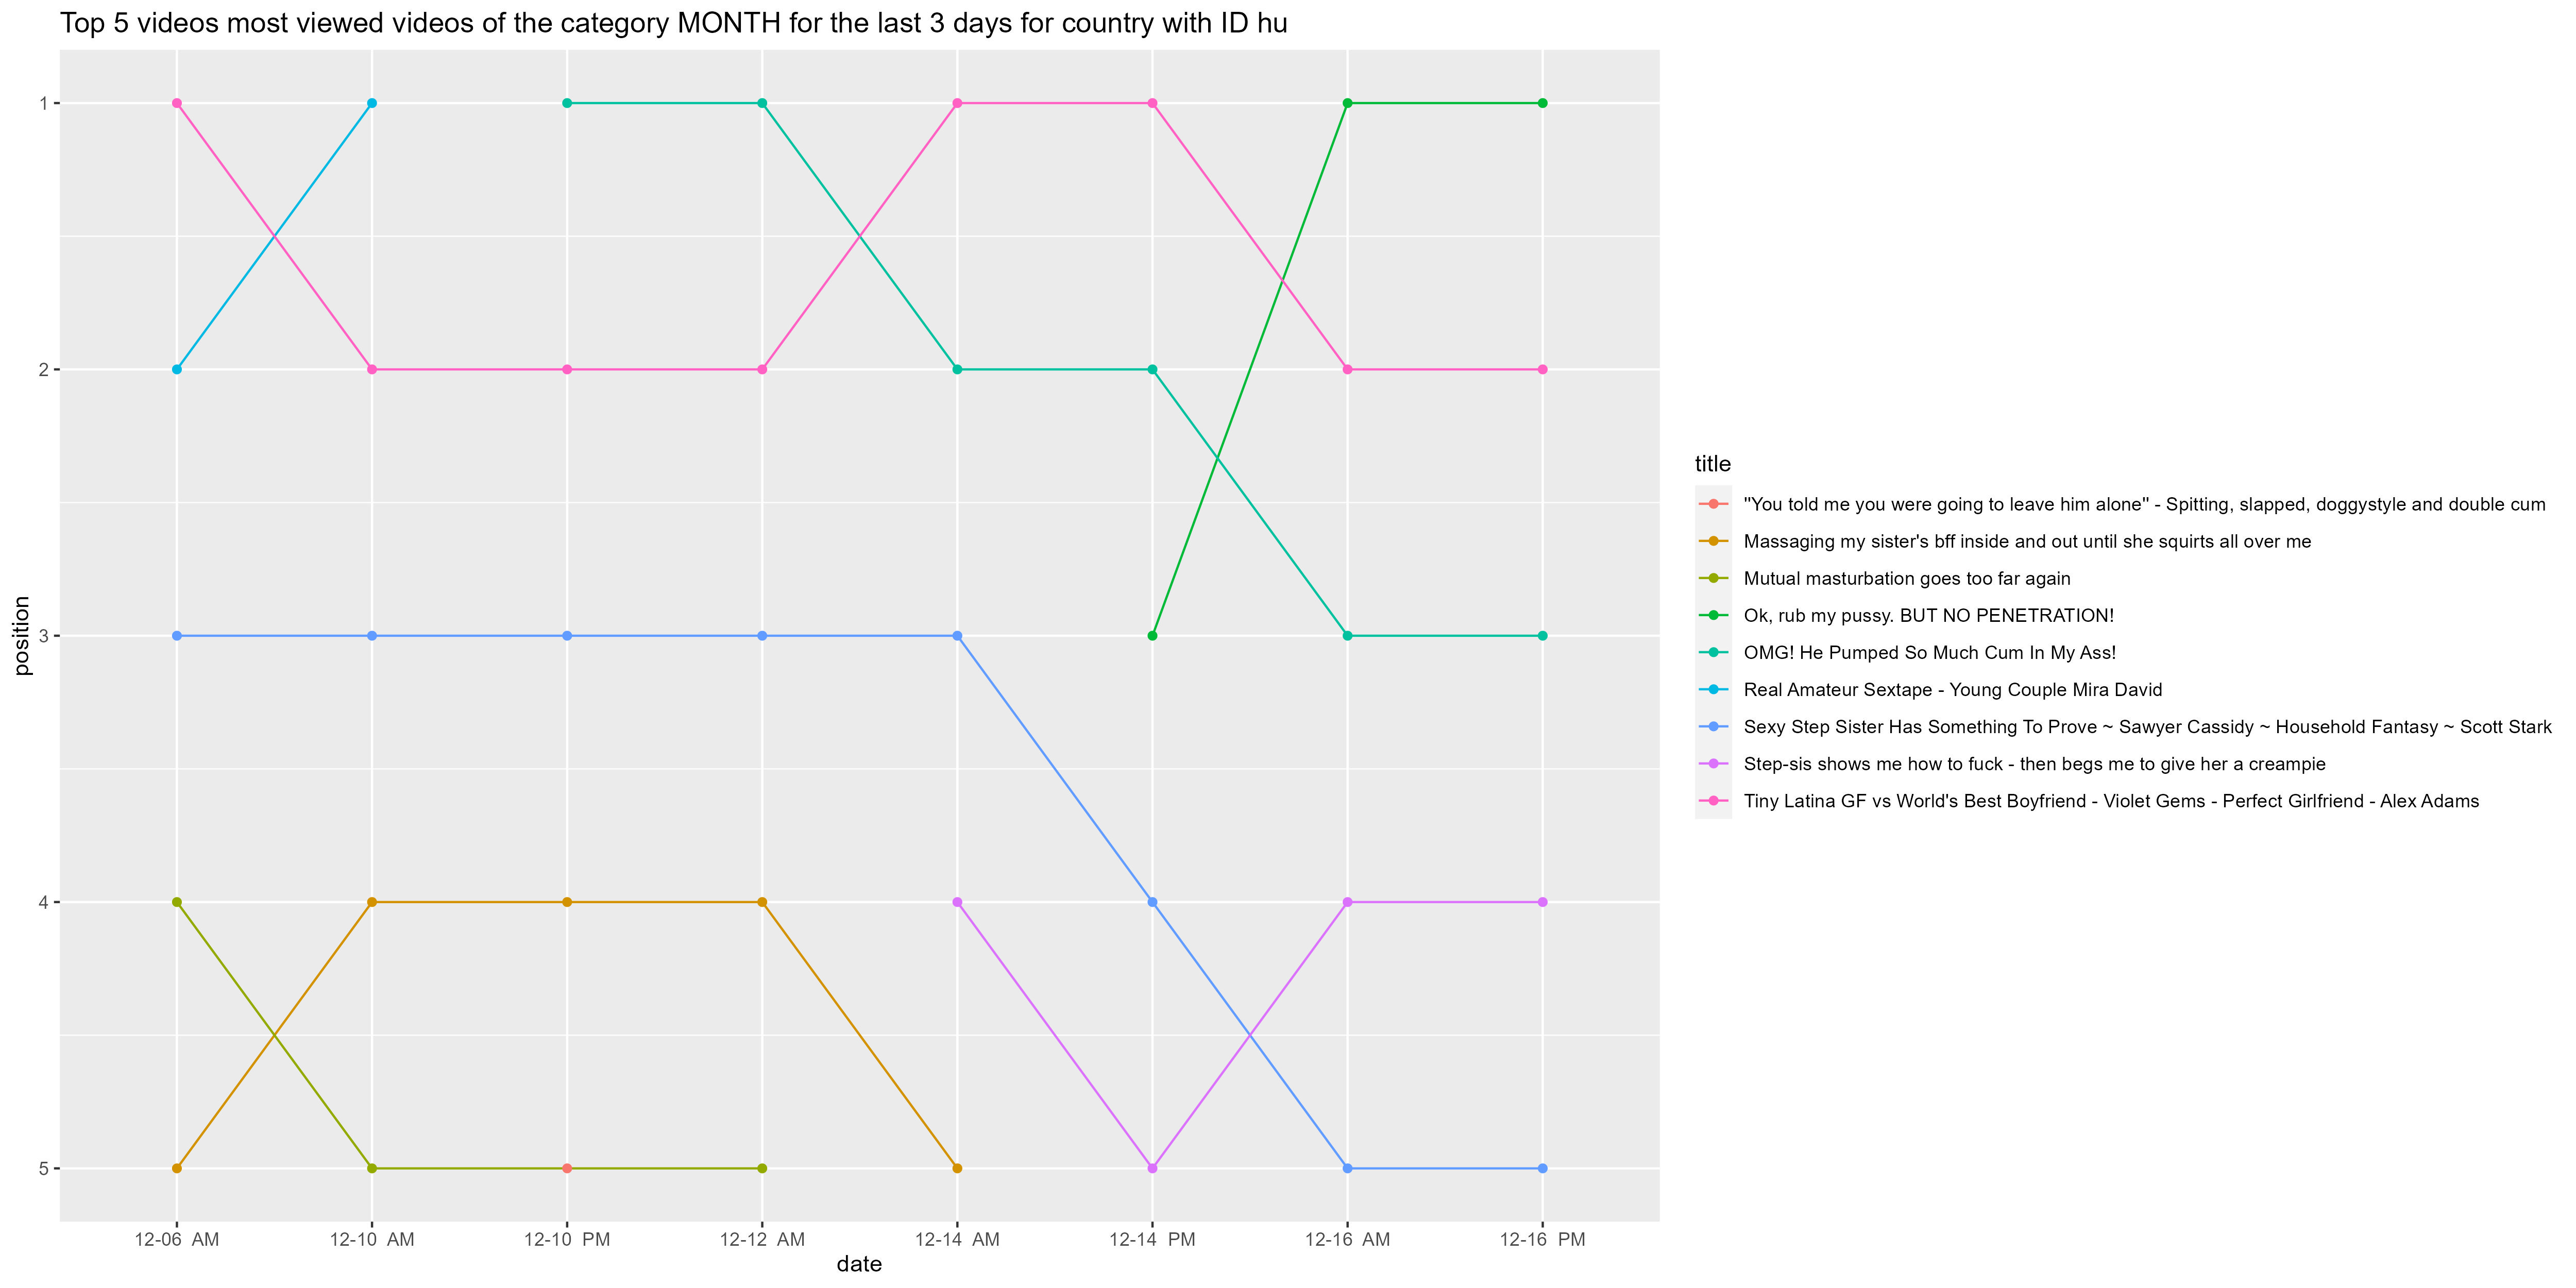 Top 5 videos most viewed videos of the category MONTH for the last 3 days for country with ID hu
position
1
2
3
4
5
12-06 AM
12-10 AM
12-10 PM
12-12 AM
12-14 AM
12-14 PM
12-16 AM
12-16 PM
date
title
"You told me you were going to leave him alone" - Spitting, slapped, doggystyle and double cum
Massaging my sister's bff inside and out until she squirts all over me
Mutual masturbation goes too far again
Ok, rub my pussy. BUT NO PENETRATION!
OMG! He Pumped So Much Cum In My Ass!
Real Amateur Sextape - Young Couple Mira David
Sexy Step Sister Has Something To Prove ~ Sawyer Cassidy ~ Household Fantasy ~ Scott Stark
Step-sis shows me how to fuck - then begs me to give her a creampie
Tiny Latina GF vs World's Best Boyfriend - Violet Gems - Perfect Girlfriend - Alex Adams